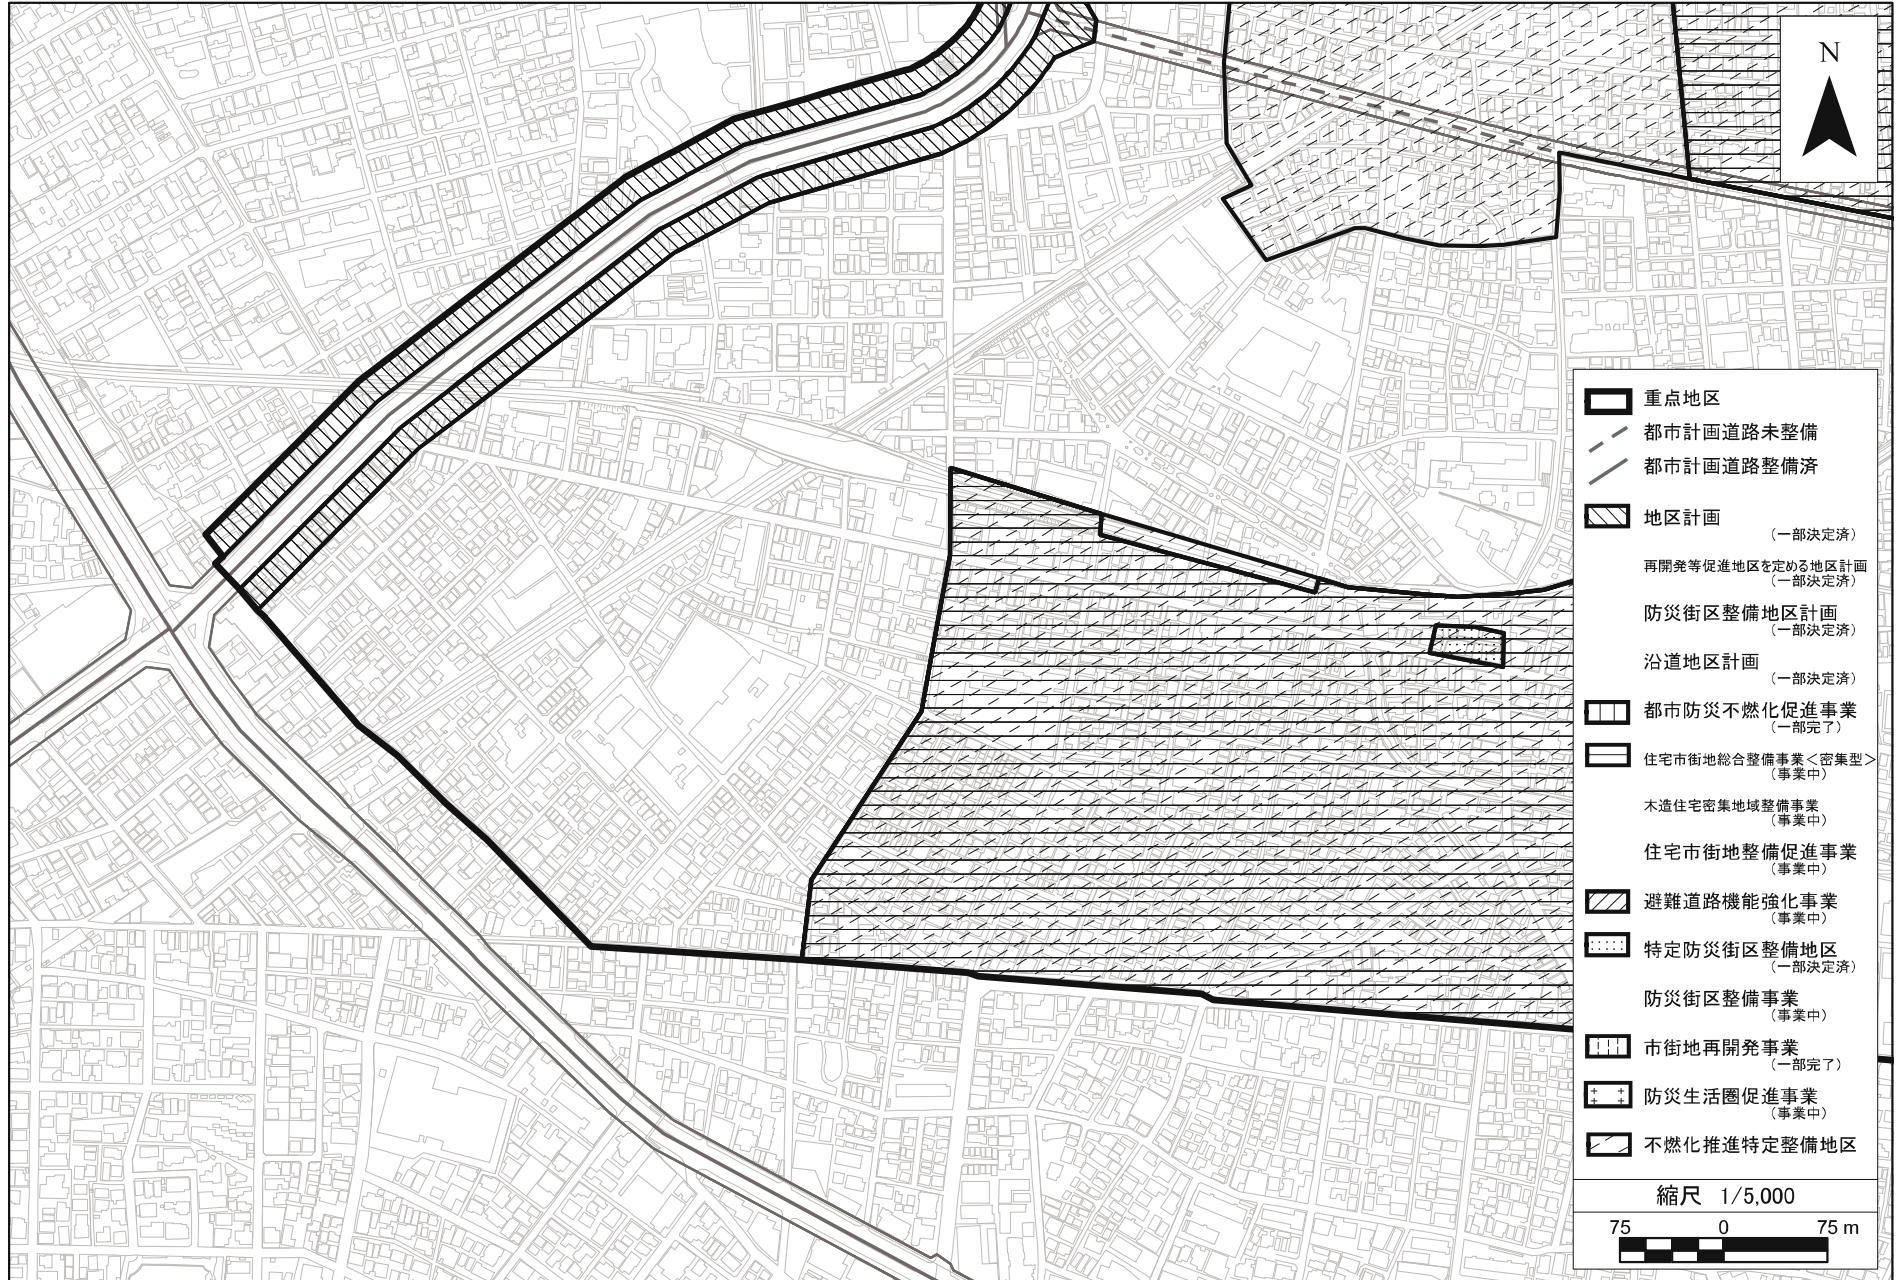 N
重点地区
都市計画道路未整備
都市計画道路整備済
地区計画
（一部決定済）
再開発等促進地区を定める地区計画
（一部決定済）
防災街区整備地区計画
（一部決定済）
沿道地区計画
（一部決定済）
都市防災不燃化促進事業
（一部完了）
住宅市街地総合整備事業＜密集型＞
（事業中）
木造住宅密集地域整備事業
（事業中）
住宅市街地整備促進事業
（事業中）
避難道路機能強化事業
（事業中）
特定防災街区整備地区
（一部決定済）
防災街区整備事業
（事業中）
市街地再開発事業
（一部完了）
防災生活圏促進事業
（事業中）
不燃化推進特定整備地区
縮尺 1/5,000
75 0 75 m